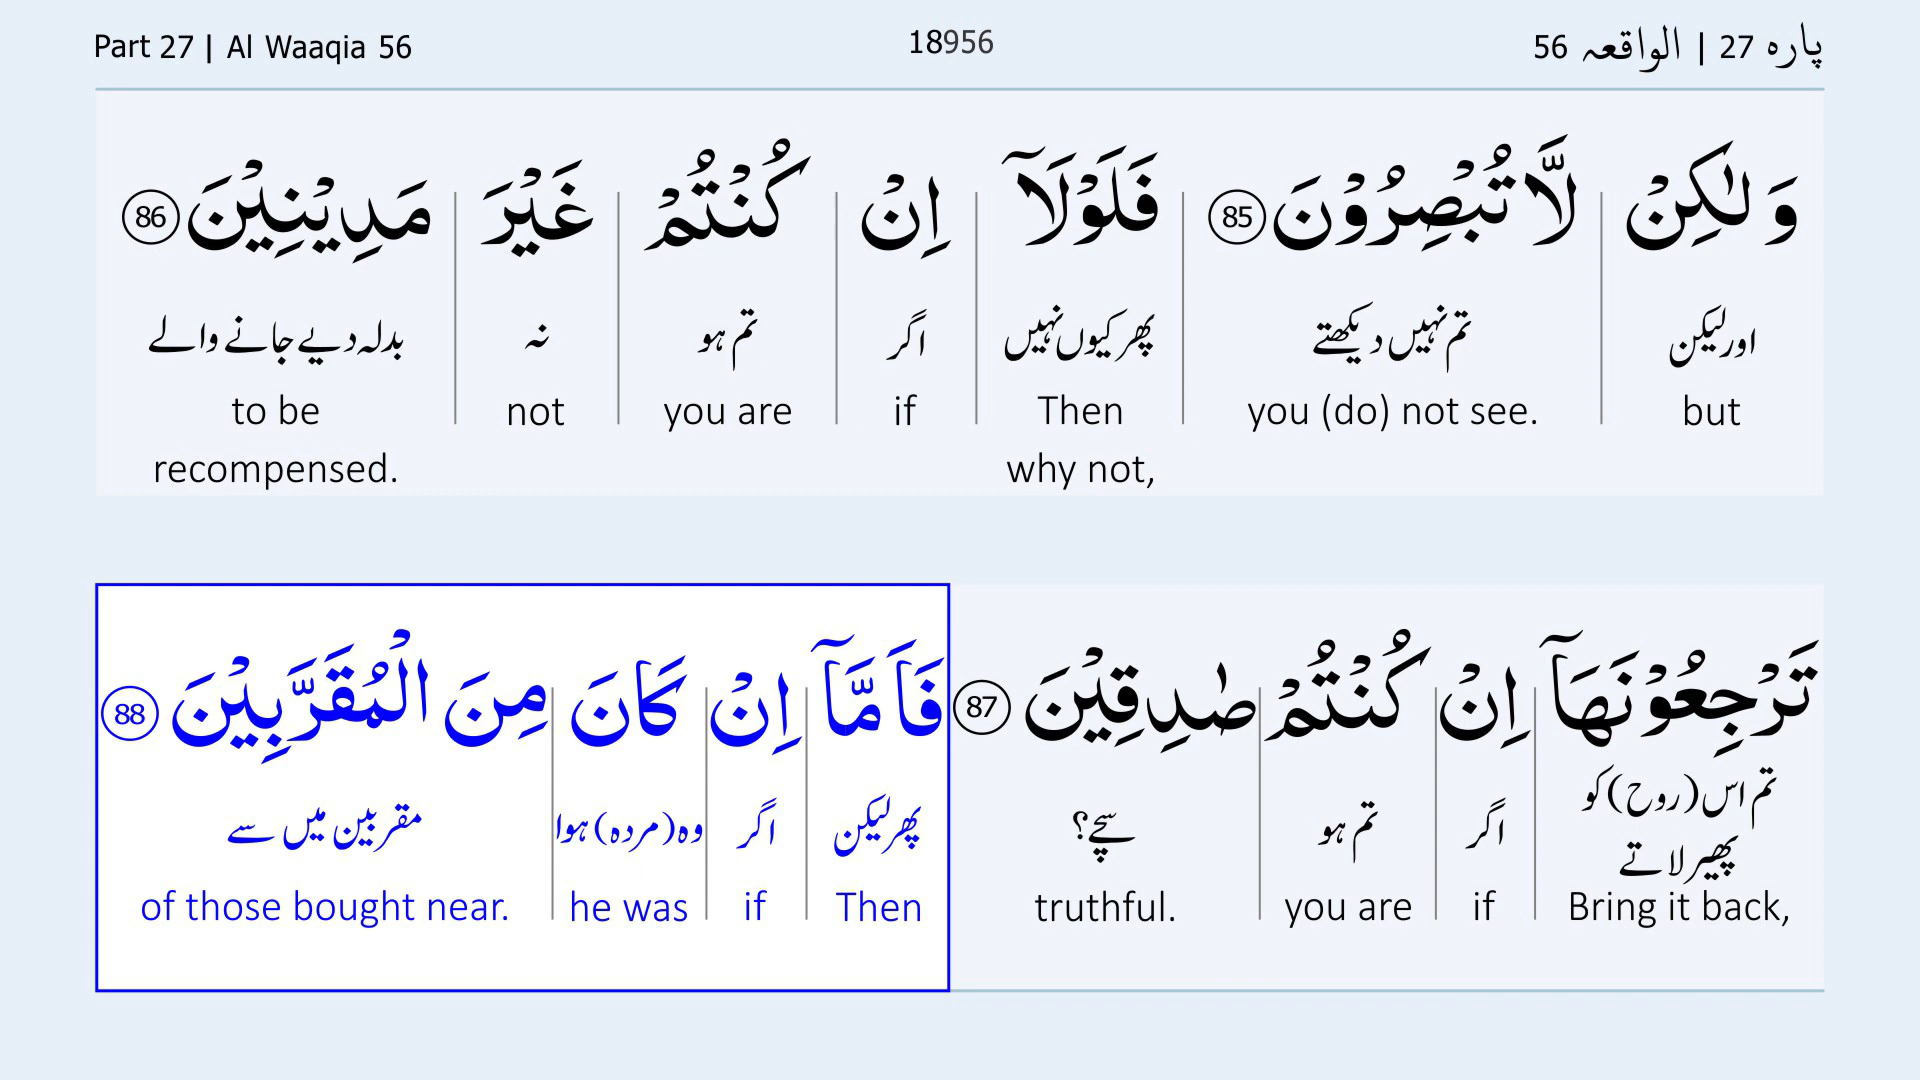 Part 27 | Al Waaqia 56
18956
پارہ 27 | الواقعہ 56
وَلٰكِنْ لَّا تُبْصِرُوْنَ 85 فَلَوْلَاۤ اِنْ كُنْتُمْ غَيْرَ مَدِيْنِيْنَ 86
اور لیکن تم نہیں دیکھتے پھر کیوں نہیں اگر تم ہو نہ بدلہ دیے جانے والے
but you (do) not see. Then if you are not to be
why not, recompensed.
تَرْجِعُوْنَهَاۤ اِنْ كُنْتُمْ صٰدِقِيْنَ 87 فَاَمَّاۤ اِنْ كَانَ مِنَ الْمُقَرَّبِيْنَ 88
تم اس (روح) کو
پھیر لاتے اگر تم ہو سچے؟ پھر لیکن اگر وہ (مردہ) ہوا مقربین میں سے
Bring it back, if you are truthful. Then if he was of those bought near.